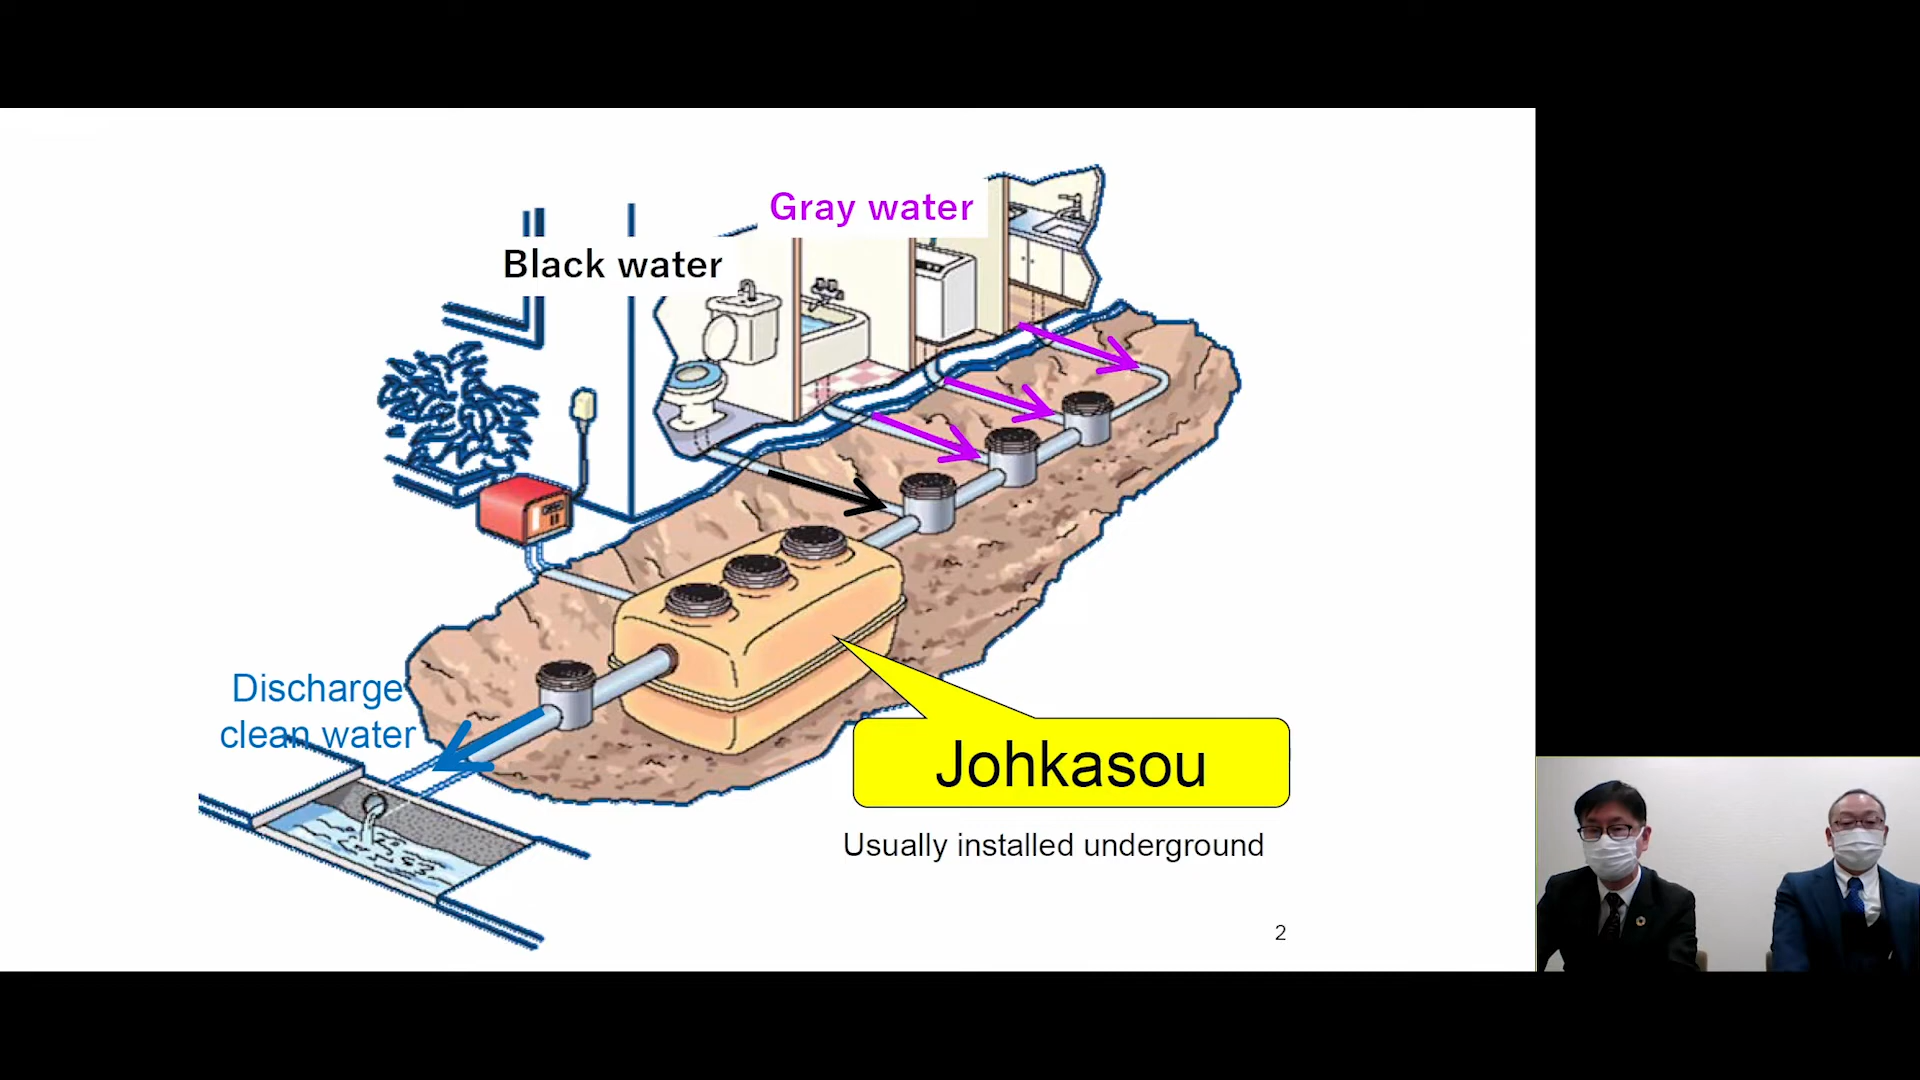 Gray water
Black water
Discharge
clean water
Johkasou
Usually installed underground
2